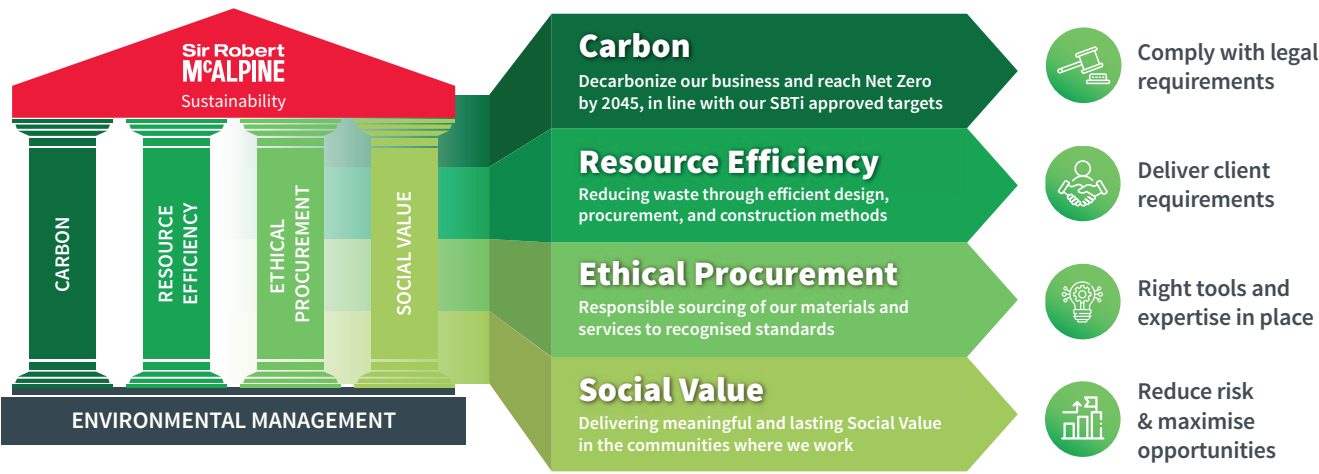 Sir Robert
McALPINE
Sustainability
CARBON
RESOURCE
EFFICIENCY
ETHICAL
PROCUREMENT
SOCIAL VALUE
ENVIRONMENTAL MANAGEMENT
Carbon
Decarbonize our business and reach Net Zero
by 2045, in line with our SBTi approved targets
Resource Efficiency
Reducing waste through efficient design,
procurement, and construction methods
Ethical Procurement
Responsible sourcing of our materials and
services to recognised standards
Social Value
Delivering meaningful and lasting Social Value
in the communities where we work
Comply with legal
requirements
Deliver client
requirements
Right tools and
expertise in place
Reduce risk
& maximise
opportunities